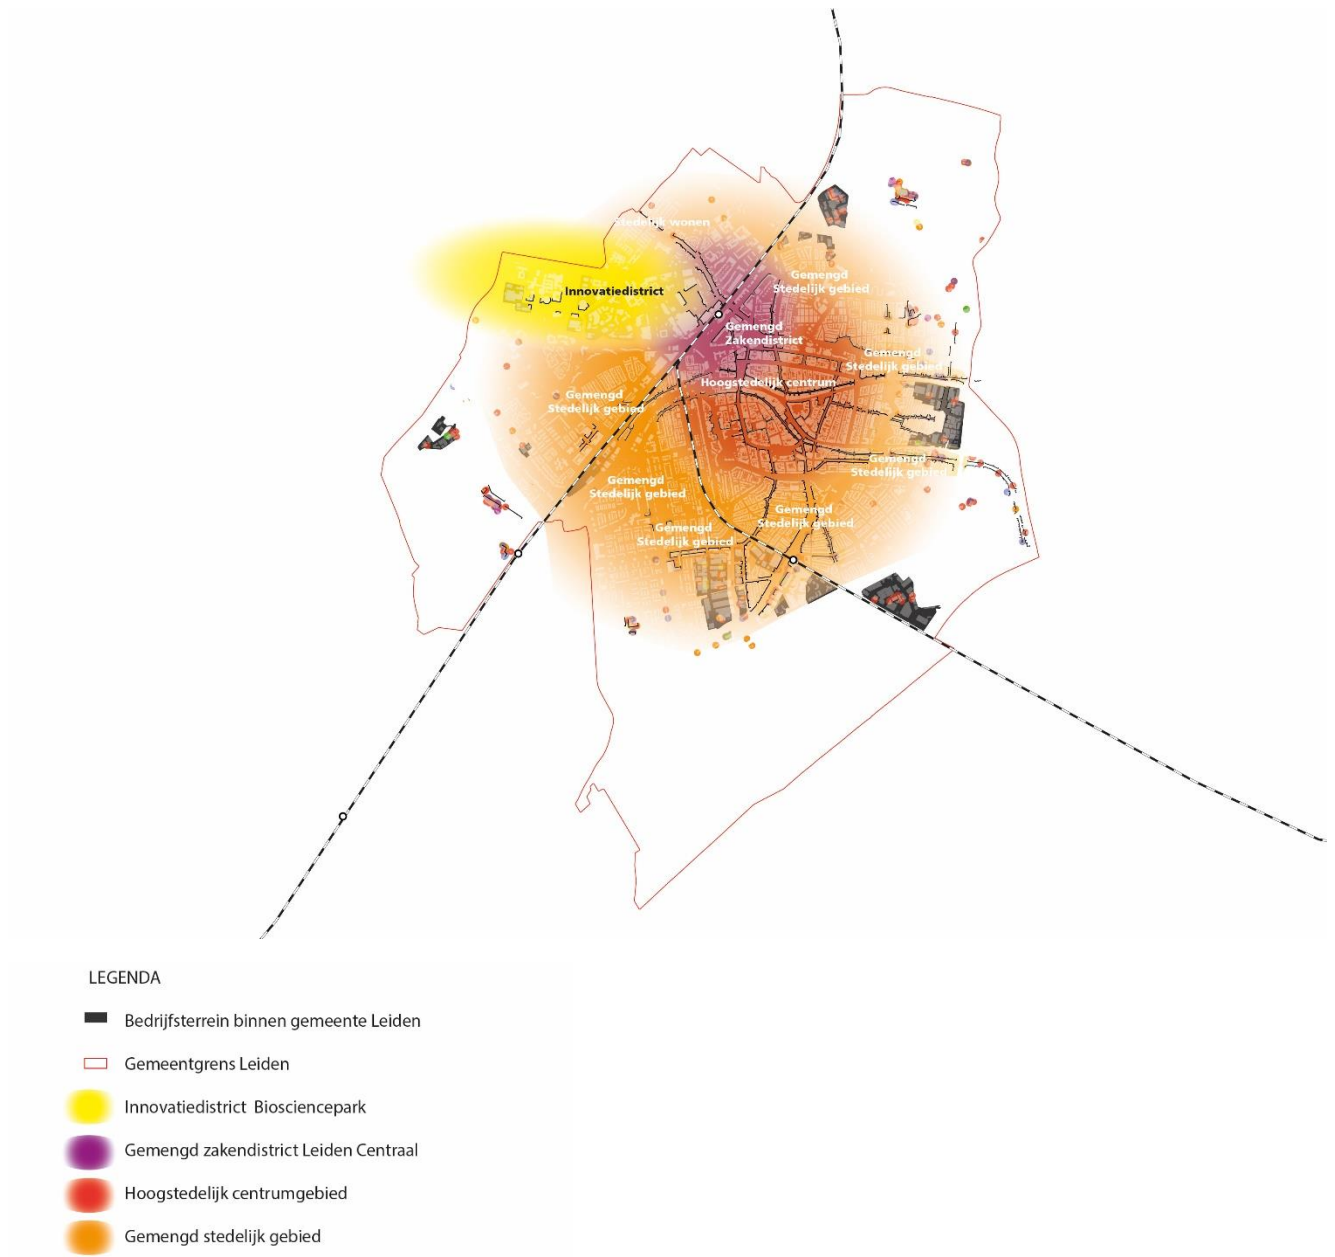 Stedelijk wonen
Gemengd
Stedelijk gebied
Innovatiedistrict
Gemengd
Zakendistrict
Gemengd
Stedelijk gebied
Hoogstedelijk centrum
Gemengd
Stedelijk gebied
Gemengd
Stedelijk gebied
Gemengd
Stedelijk gebied
Gemengd
Stedelijk gebied
Gemengd
Stedelijk gebied
LEGENDA
Bedrijfsterrein binnen gemeente Leiden
Gemeentgrens Leiden
Innovatiedistrict Biosciencepark
Gemengd zakendistrict Leiden Centraal
Hoogstedelijk centrumgebied
Gemengd stedelijk gebied